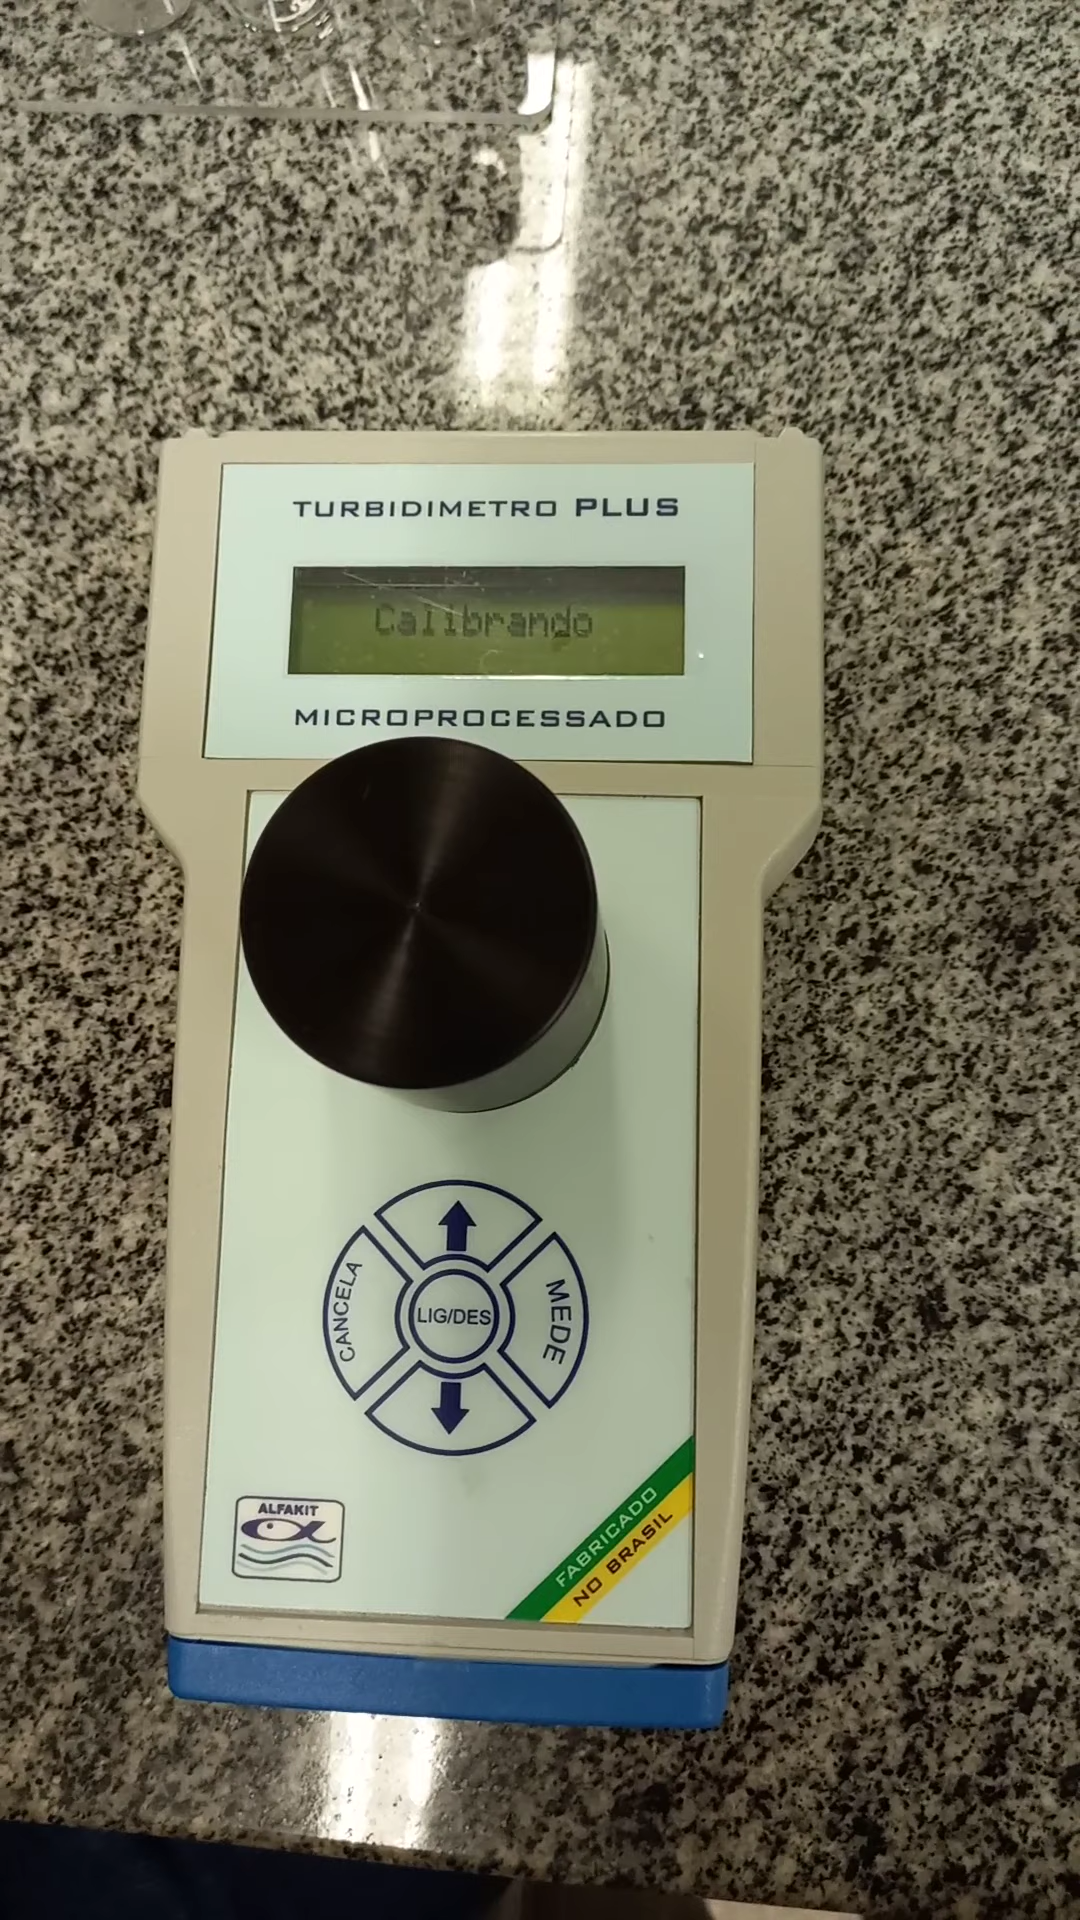 TURBIDIMETRO PLUS
Calibrando
MICROPROCESSADO
CANCELA
LIG/DES
MEDE
ALFAKIT
FABRICADO
NO BRASIL